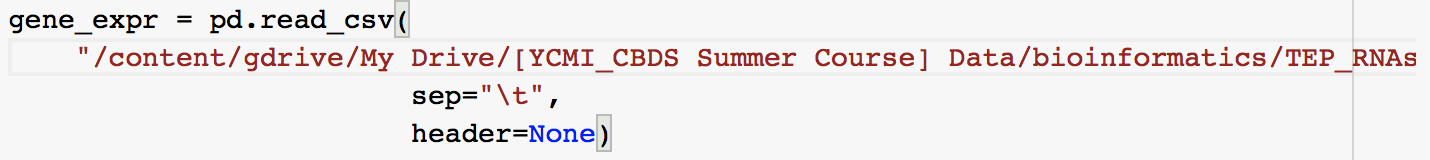 gene_expr = pd.read_csv(
"/content/gdrive/My Drive/[YCMI_CBDS Summer Course] Data/bioinformatics/TEP_RNAs
sep="\t",
header=None)